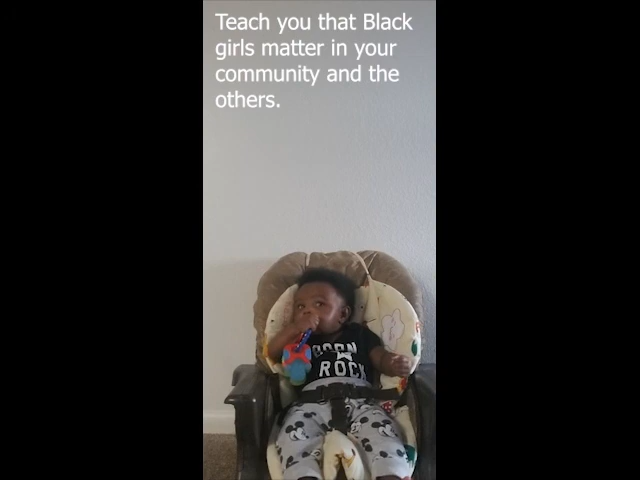 Teach you that Black
girls matter in your
community and the
others.
BORN
ROCK